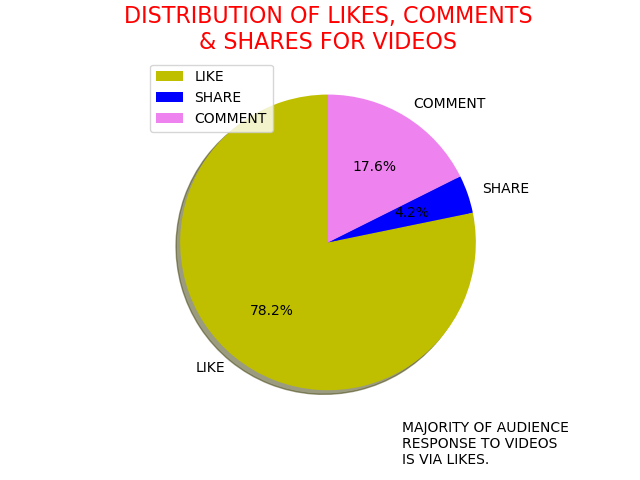 DISTRIBUTION OF LIKES, COMMENTS
& SHARES FOR VIDEOS
LIKE
SHARE
COMMENT
COMMENT
17.6%
SHARE
4.2%
78.2%
LIKE
MAJORITY OF AUDIENCE
RESPONSE TO VIDEOS
IS VIA LIKES.